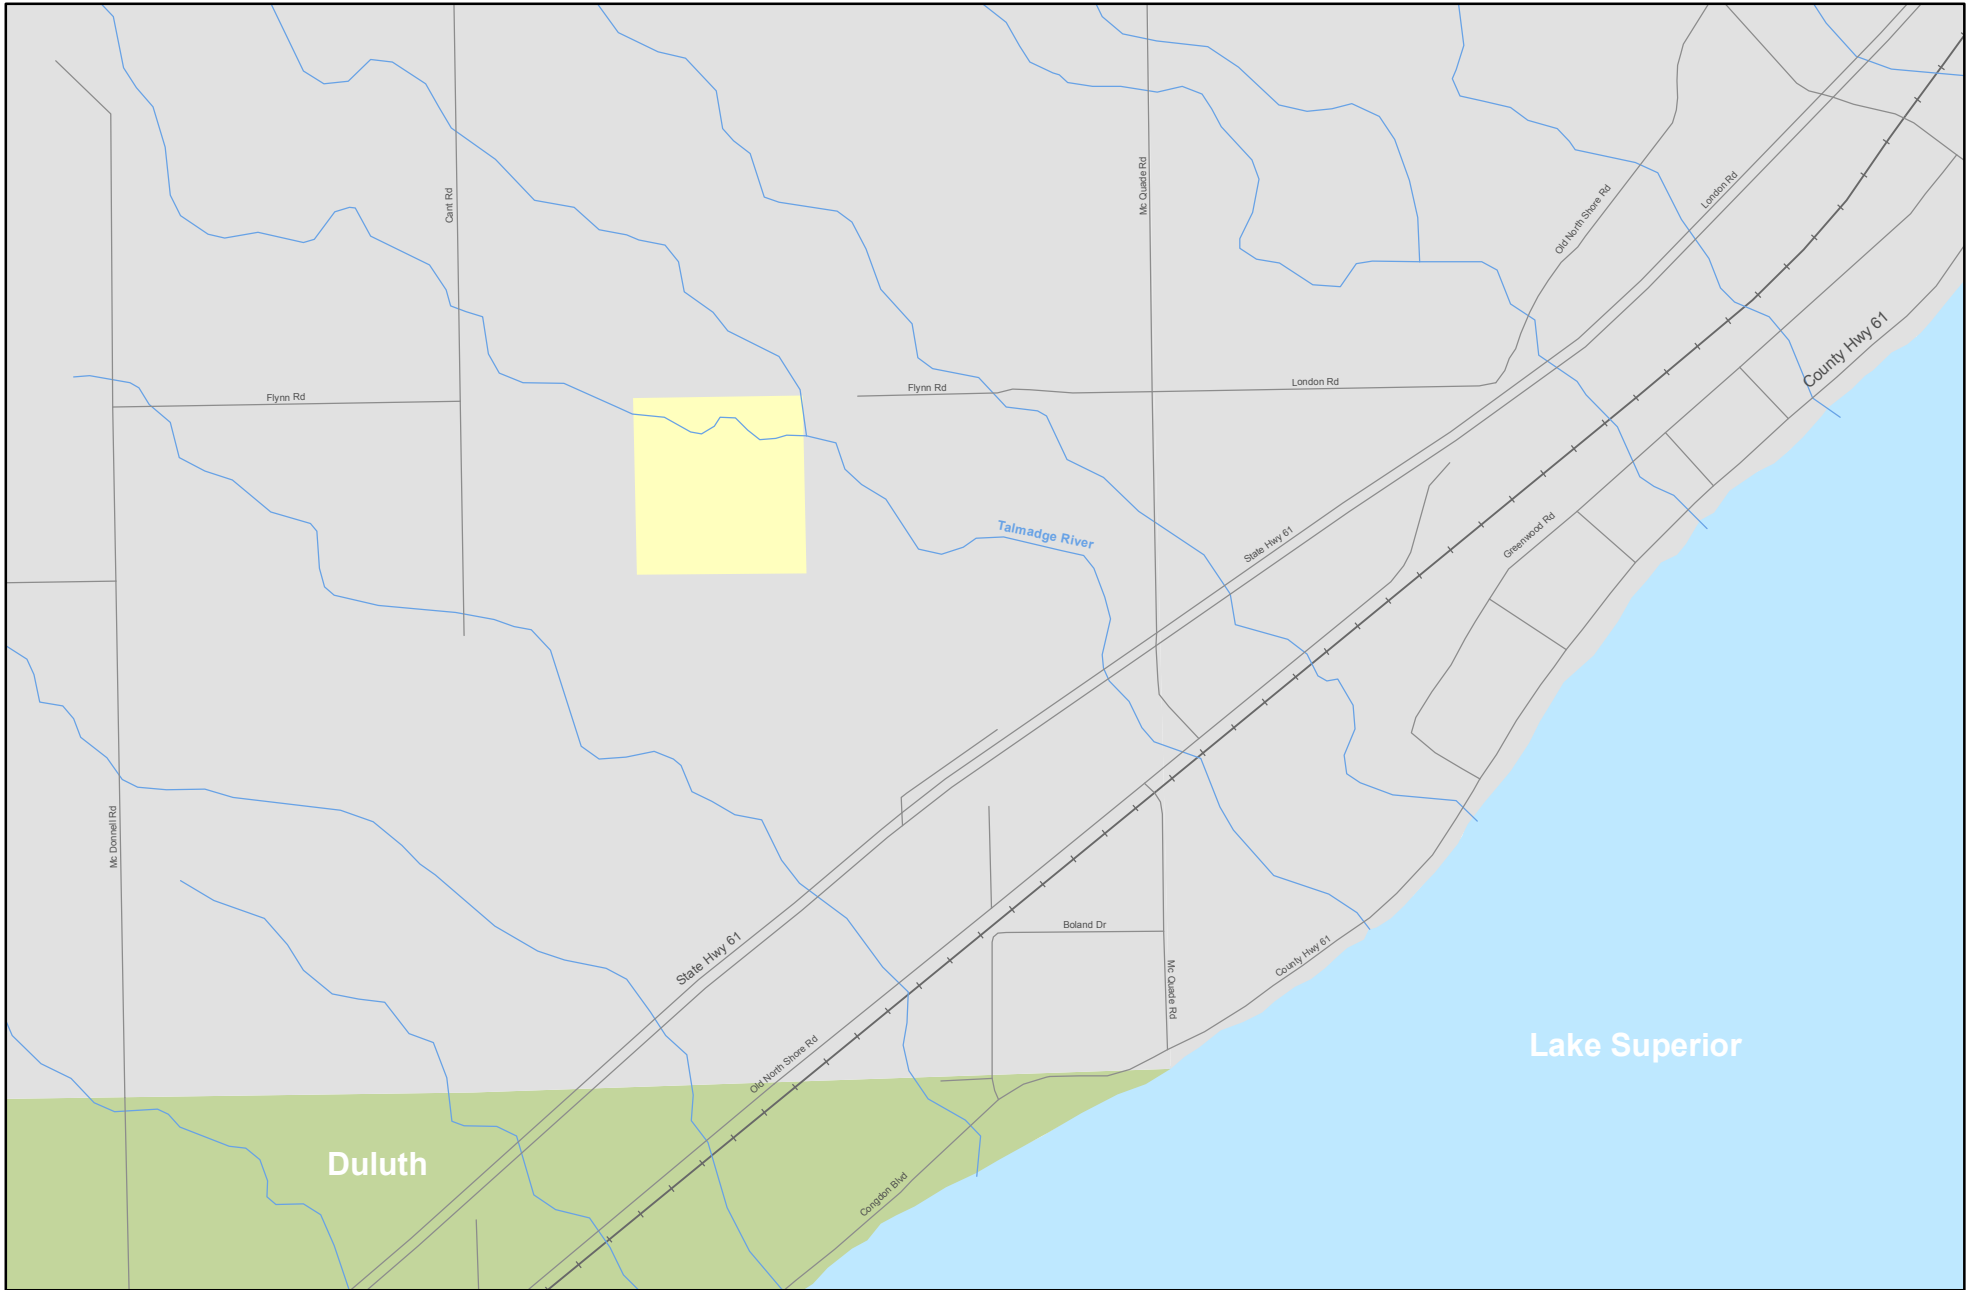 Mc Quade Rd
Cant Rd
Old North Shore Rd
London Rd
County Hwy 61
Flynn Rd
Flynn Rd
London Rd
Talmadge River
State Hwy 61
Greenwood Rd
Mc Donnell Rd
State Hwy 61
Boland Dr
County Hwy 61
Mc Quade Rd
Old North Shore Rd
Lake Superior
Duluth
Congdon Blvd